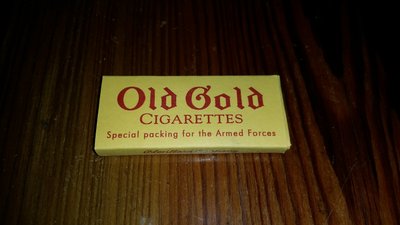 Old Gold
CIGARETTES
Special packing for the Armed Forces